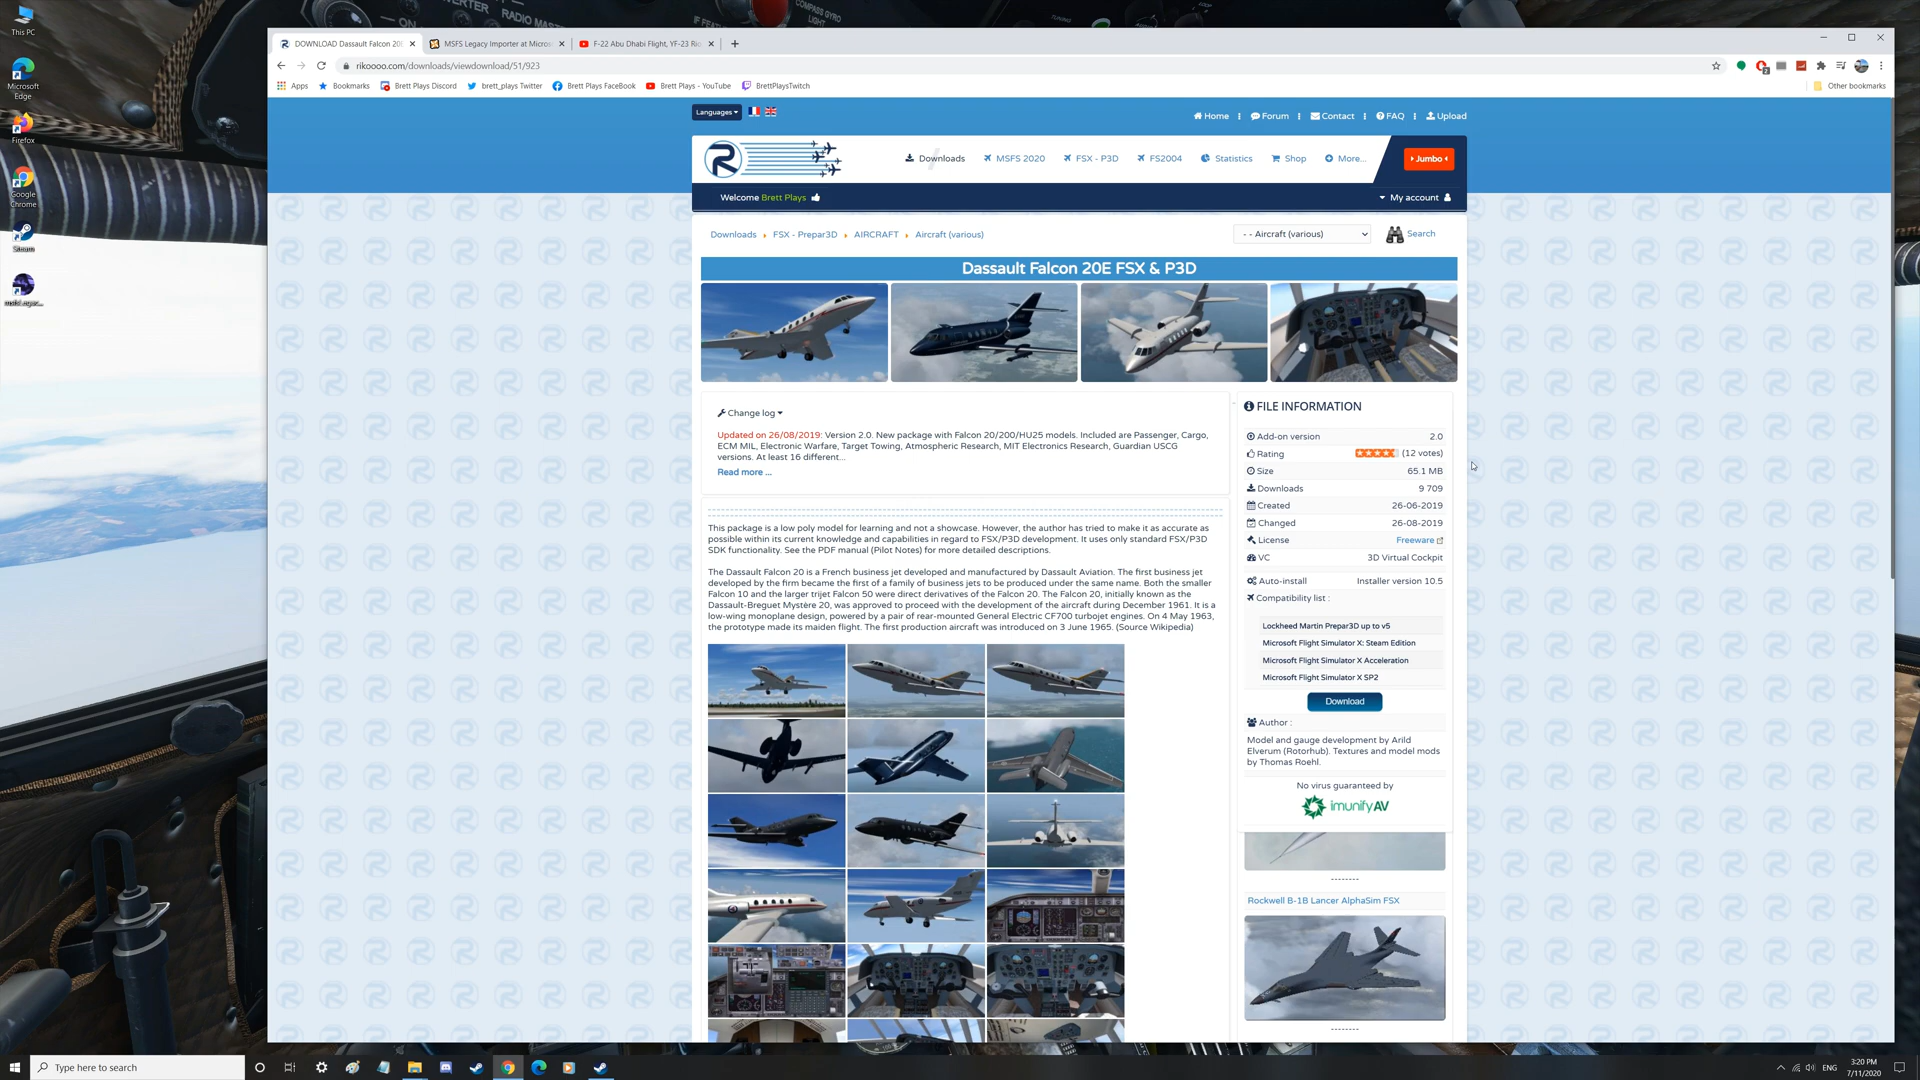 This PC
Microsoft
Edge
Firefox
Google
Chrome
Steam
RADIO
COMPASS GYRO
LIGHT
DOWNLOAD Dassault Falcon 20E
MSFS Legacy Importer at Micros
F-22 Abu Dhabi Flight, YF-23 Rio
rikoooo.com/downloads/viewdownload/51/923
Apps
Bookmarks
Brett Plays Discord
brett_plays Twitter
Brett Plays FaceBook
Brett Plays - YouTube
BrettPlaysTwitch
Other bookmarks
Languages
Home
Forum
Contact
FAQ
Upload
R
Downloads
MSFS 2020
FSX - P3D
FS2004
Statistics
Shop
More...
Jumbo
Welcome Brett Plays
My account
Downloads
FSX - Prepar3D
AIRCRAFT
Aircraft (various)
- - Aircraft (various)
Search
Dassault Falcon 20E FSX & P3D
Change log
Updated on 26/08/2019: Version 2.0. New package with Falcon 20/200/HU25 models. Included are Passenger, Cargo,
ECM MIL, Electronic Warfare, Target Towing, Atmospheric Research, MIT Electronics Research, Guardian USCG
versions. At least 16 different...
Read more ...
This package is a low poly model for learning and not a showcase. However, the author has tried to make it as accurate as
possible within its current knowledge and capabilities in regard to FSX/P3D development. It uses only standard FSX/P3D
SDK functionality. See the PDF manual (Pilot Notes) for more detailed descriptions.
The Dassault Falcon 20 is a French business jet developed and manufactured by Dassault Aviation. The first business jet
developed by the firm became the first of a family of business jets to be produced under the same name. Both the smaller
Falcon 10 and the larger trijet Falcon 50 were direct derivatives of the Falcon 20. The Falcon 20, initially known as the
Dassault-Breguet Mystère 20, was approved to proceed with the development of the aircraft during December 1961. It is a
low-wing monoplane design, powered by a pair of rear-mounted General Electric CF700 turbojet engines. On 4 May 1963,
the prototype made its maiden flight. The first production aircraft was introduced on 3 June 1965. (Source Wikipedia)
FILE INFORMATION
Add-on version 2.0
Rating (12 votes)
Size 65.1 MB
Downloads 9 709
Created 26-06-2019
Changed 26-08-2019
License Freeware
VC 3D Virtual Cockpit
Auto-install Installer version 10.5
Compatibility list :
Lockheed Martin Prepar3D up to v5
Microsoft Flight Simulator X: Steam Edition
Microsoft Flight Simulator X Acceleration
Microsoft Flight Simulator X SP2
Download
Author :
Model and gauge development by Arild
Elverum (Rotorhub). Textures and model mods
by Thomas Roehl.
No virus guaranteed by
imunifyAV
--------
Rockwell B-1B Lancer AlphaSim FSX
--------
Type here to search
ENG
3:20 PM
7/11/2020